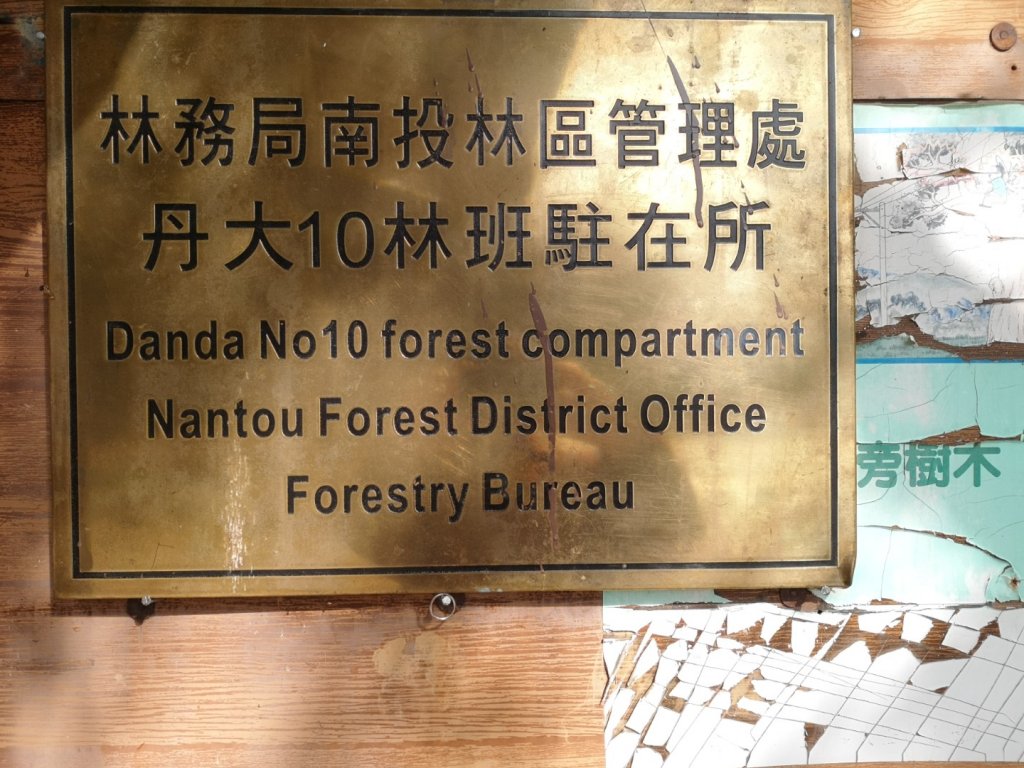 林務局南投林區管理處
丹大10林班駐在所
Danda No10 forest compartment
Nantou Forest District Office
Forestry Bureau
旁樹木